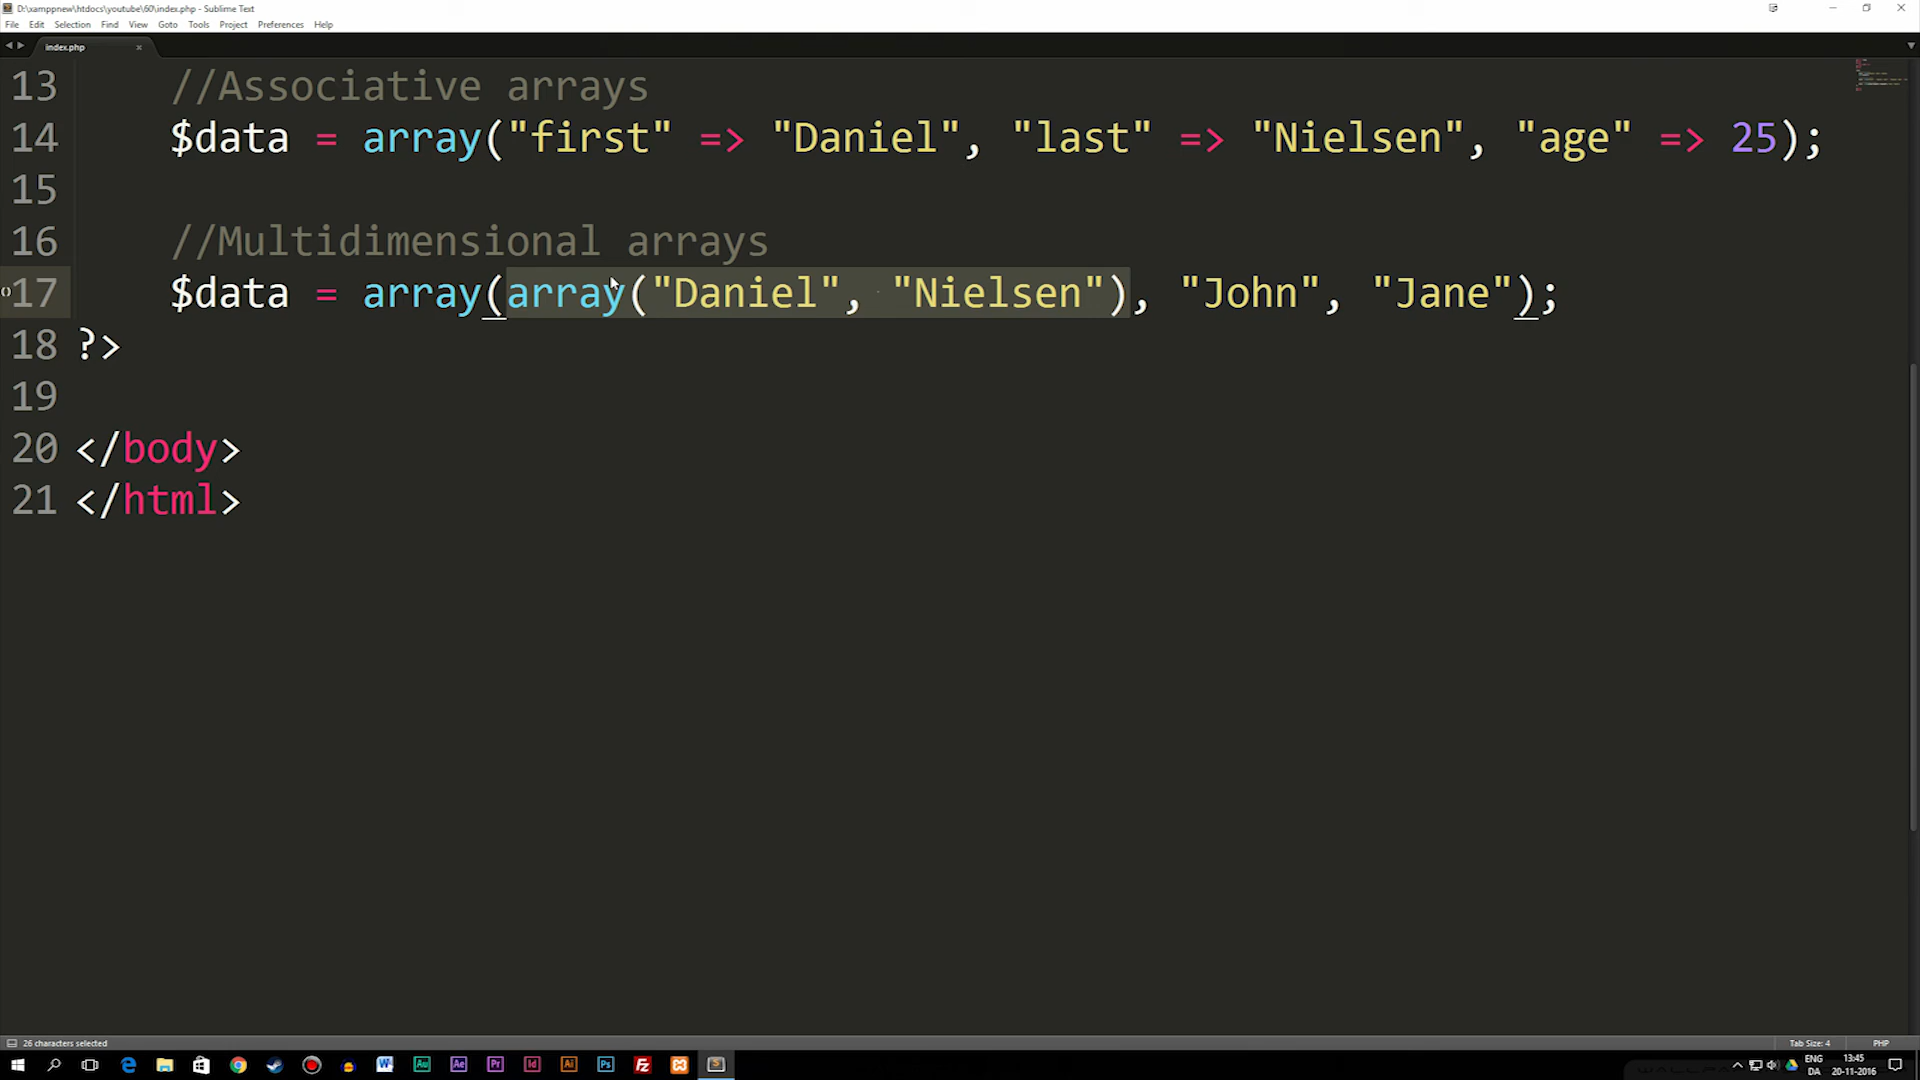 D:\xamppnew\htdocs\youtube\60\index.php - Sublime Text
File Edit Selection Find View Goto Tools Project Preferences Help
index.php
13 //Associative arrays
14 $data = array("first" => "Daniel", "last" => "Nielsen", "age" => 25);
15
16 //Multidimensional arrays
17 $data = array(array("Daniel", "Nielsen"), "John", "Jane");
18 ?>
19
20 </body>
21 </html>
26 characters selected Tab Size: 4 PHP
ENG 13:45
DA 20-11-2016